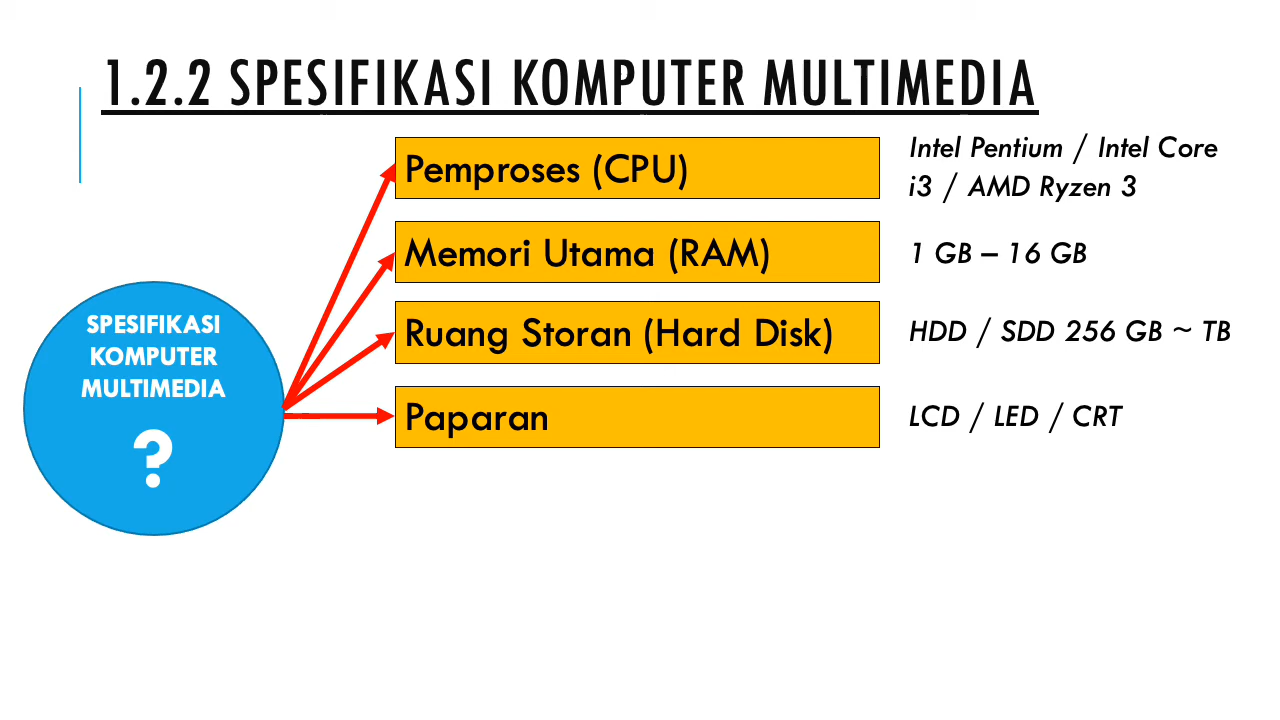 1.2.2 SPESIFIKASI KOMPUTER MULTIMEDIA
SPESIFIKASI
KOMPUTER
MULTIMEDIA
?
Pemproses (CPU)
Intel Pentium / Intel Core
i3 / AMD Ryzen 3
Memori Utama (RAM)
1 GB – 16 GB
Ruang Storan (Hard Disk)
HDD / SDD 256 GB ~ TB
Paparan
LCD / LED / CRT